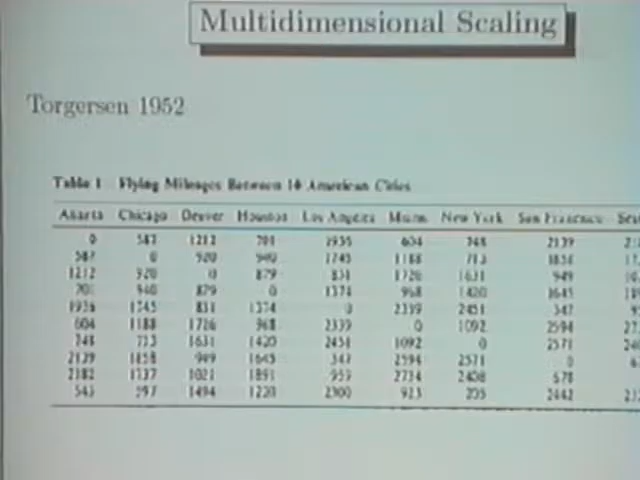 Multidimensional Scaling
Torgersen 1952
Table 1 Flying Mileages Between 10 American Cities
Atlanta Chicago Denver Houston Los Angeles Miami New York San Francisco
0 587 1212 701 1936 604 748 2139
587 0 920 940 1745 1188 713 1858
1212 920 0 879 831 1726 1631 949
701 940 879 0 1374 968 1420 1645
1936 1745 831 1374 0 2339 2451 347
604 1188 1726 968 2339 0 1092 2594
748 713 1631 1420 2451 1092 0 2571
2139 1858 949 1645 347 2594 2571 0
2182 1737 1021 1891 959 2734 2408 678
543 597 1494 1220 2300 923 205 2442